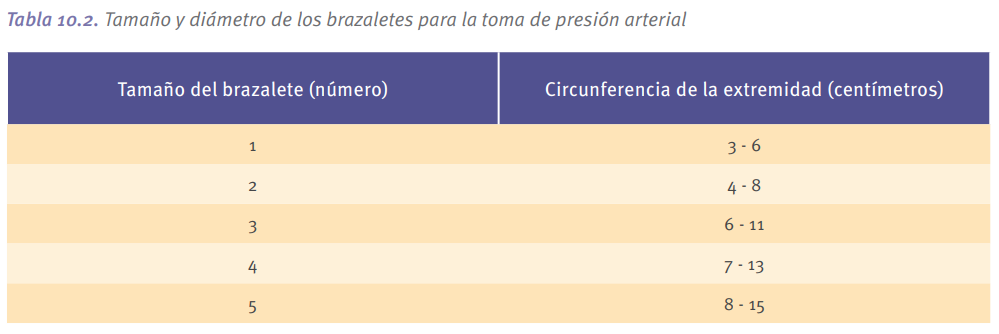 Tabla 10.2. Tamaño y diámetro de los brazaletes para la toma de presión arterial
Tamaño del brazalete (número) Circunferencia de la extremidad (centímetros)
1 3 - 6
2 4 - 8
3 6 - 11
4 7 - 13
5 8 - 15